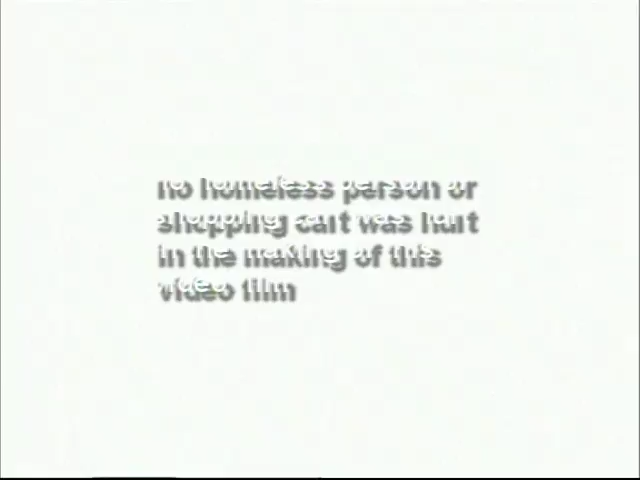 no homeless person or
shopping cart was hurt
in the making of this
video film